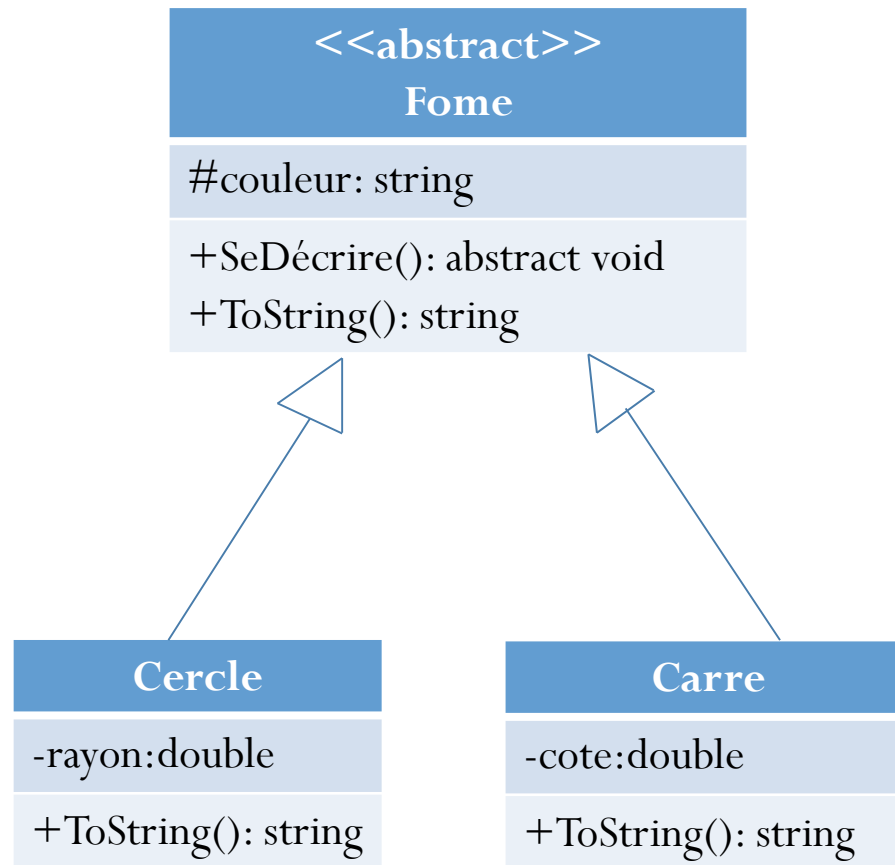 <<abstract>>
Fome
#couleur: string
+SeDécrire(): abstract void
+ToString(): string
Cercle
-rayon:double
+ToString(): string
Carre
-cote:double
+ToString(): string